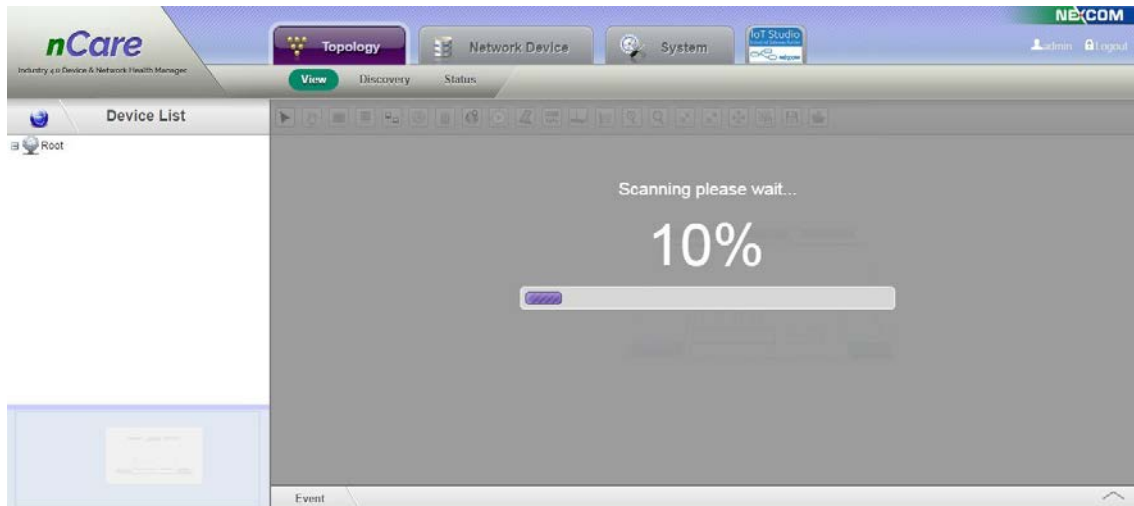 NEXCOM
nCare
Industry 4.0 Device & Network Health Manager
Topology
Network Device
System
IoT Studio
admin
Logout
View
Discovery
Status
Device List
Root
Scanning please wait...
10%
Event